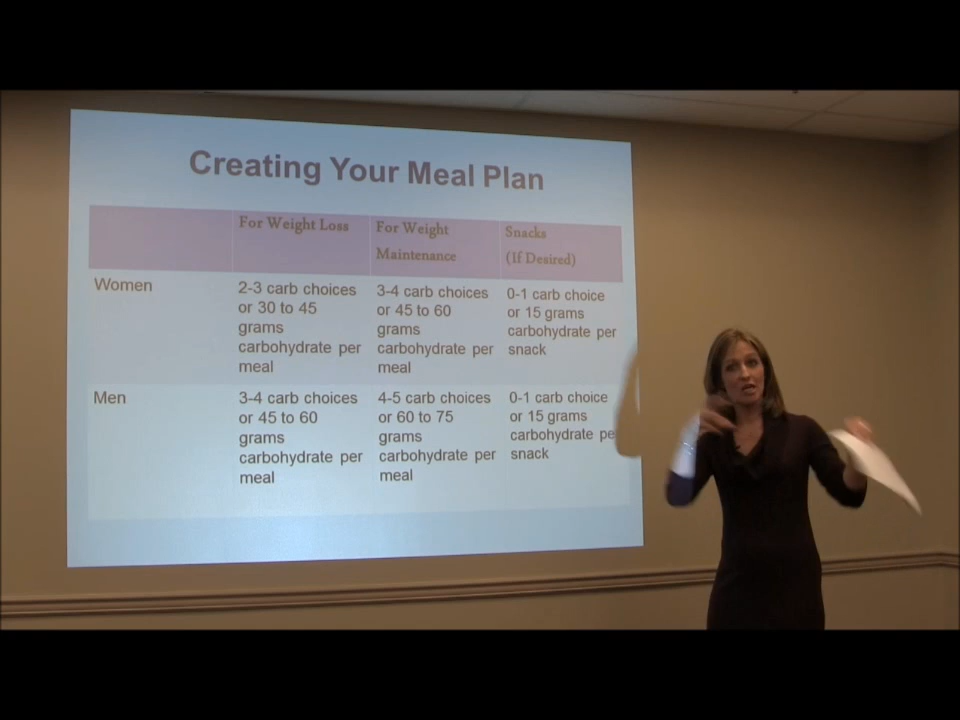 Creating Your Meal Plan
For Weight Loss
For Weight
Maintenance
Snacks
(If Desired)
Women
2-3 carb choices
or 30 to 45
grams
carbohydrate per
meal
3-4 carb choices
or 45 to 60
grams
carbohydrate per
meal
0-1 carb choice
or 15 grams
carbohydrate per
snack
Men
3-4 carb choices
or 45 to 60
grams
carbohydrate per
meal
4-5 carb choices
or 60 to 75
grams
carbohydrate per
meal
0-1 carb choice
or 15 grams
carbohydrate pe
snack